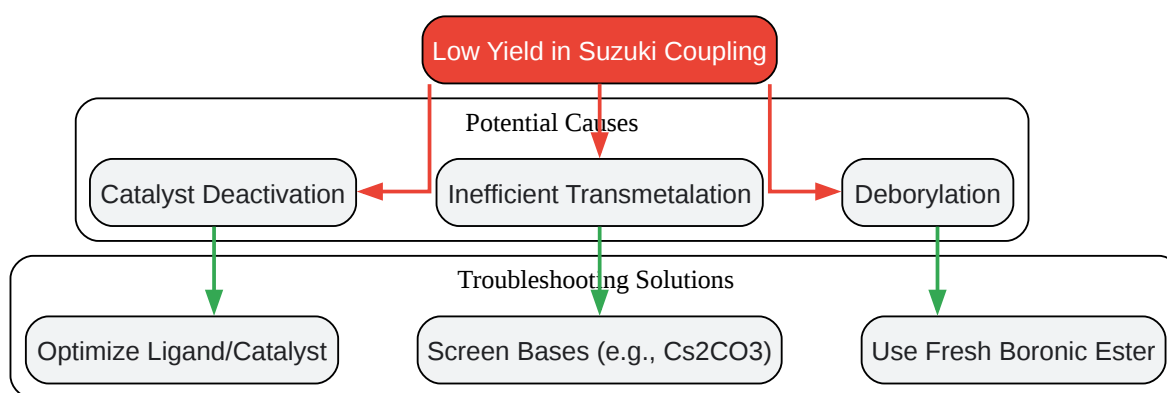 Low Yield in Suzuki Coupling
Potential Causes
Catalyst Deactivation
Inefficient Transmetalation
Deborylation
Troubleshooting Solutions
Optimize Ligand/Catalyst
Screen Bases (e.g., Cs2CO3)
Use Fresh Boronic Ester